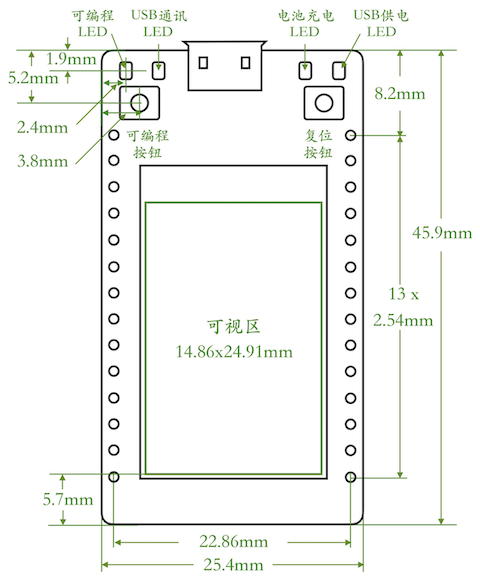 可编程
LED
USB通讯
LED
电池充电
LED
USB供电
LED
1.9mm
5.2mm
8.2mm
2.4mm
3.8mm
可编程
按钮
复位
按钮
45.9mm
13 x
2.54mm
可视区
14.86x24.91mm
5.7mm
22.86mm
25.4mm